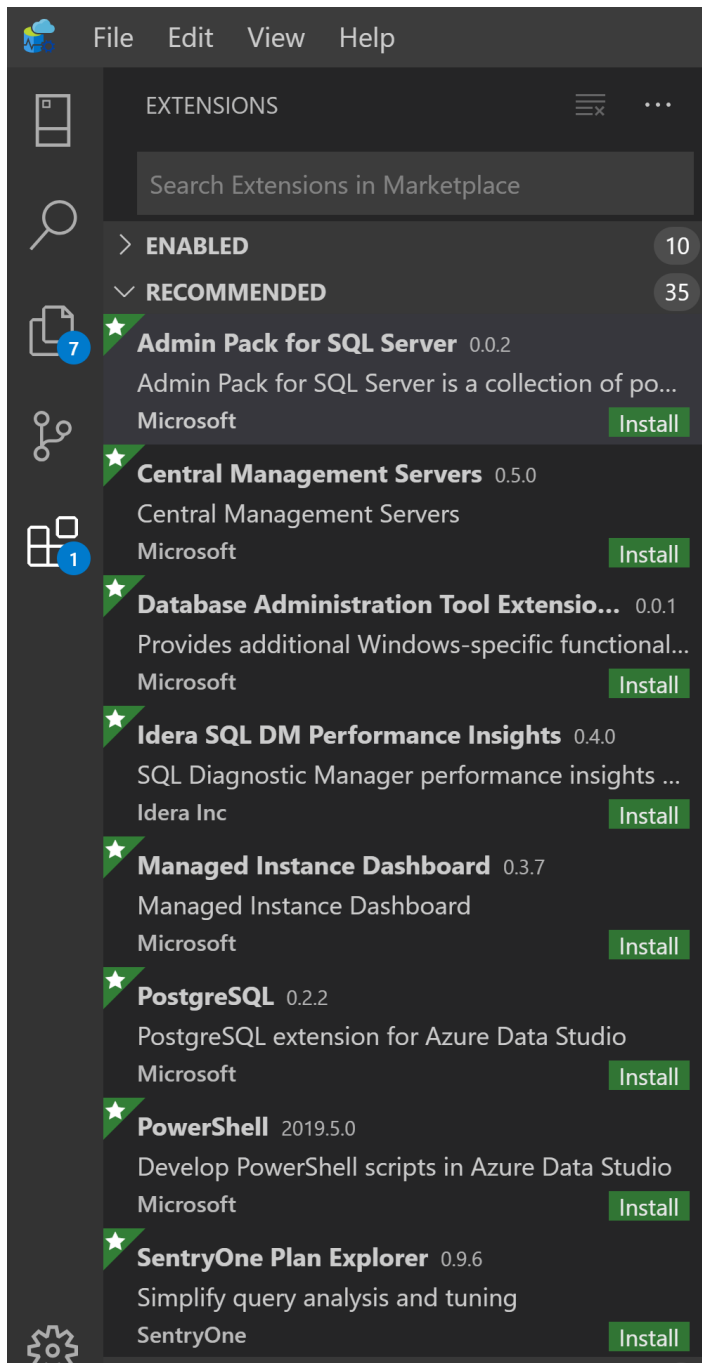 File Edit View Help
EXTENSIONS
Search Extensions in Marketplace
ENABLED 10
RECOMMENDED 35
Admin Pack for SQL Server 0.0.2
Admin Pack for SQL Server is a collection of po...
Microsoft Install
7
Central Management Servers 0.5.0
Central Management Servers
Microsoft Install
1
Database Administration Tool Extensio... 0.0.1
Provides additional Windows-specific functional...
Microsoft Install
Idera SQL DM Performance Insights 0.4.0
SQL Diagnostic Manager performance insights ...
Idera Inc Install
Managed Instance Dashboard 0.3.7
Managed Instance Dashboard
Microsoft Install
PostgreSQL 0.2.2
PostgreSQL extension for Azure Data Studio
Microsoft Install
PowerShell 2019.5.0
Develop PowerShell scripts in Azure Data Studio
Microsoft Install
SentryOne Plan Explorer 0.9.6
Simplify query analysis and tuning
SentryOne Install